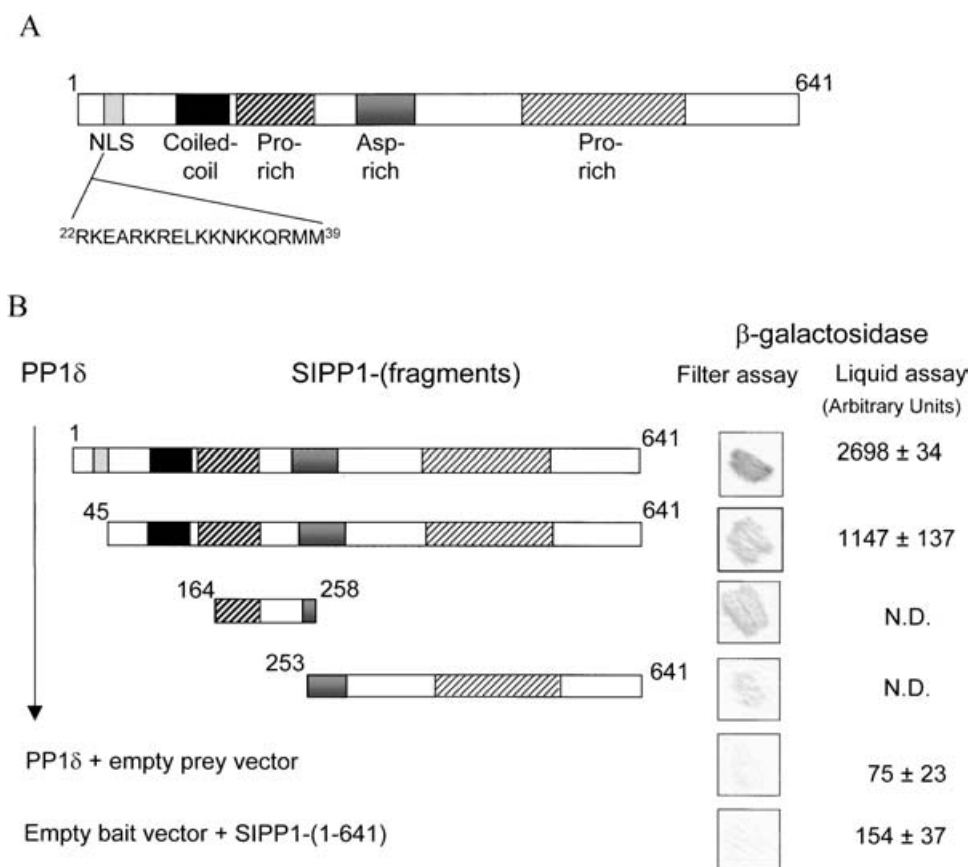 A
1 641
NLS Coiled- Pro- Asp- Pro-
coil rich rich rich
²²RKEARKRELKKNKKQRMM³⁹
B
β-galactosidase
PP1δ SIPP1-(fragments) Filter assay Liquid assay
(Arbitrary Units)
1 641 2698 ± 34
45 641 1147 ± 137
164 258 N.D.
253 641 N.D.
PP1δ + empty prey vector 75 ± 23
Empty bait vector + SIPP1-(1-641) 154 ± 37